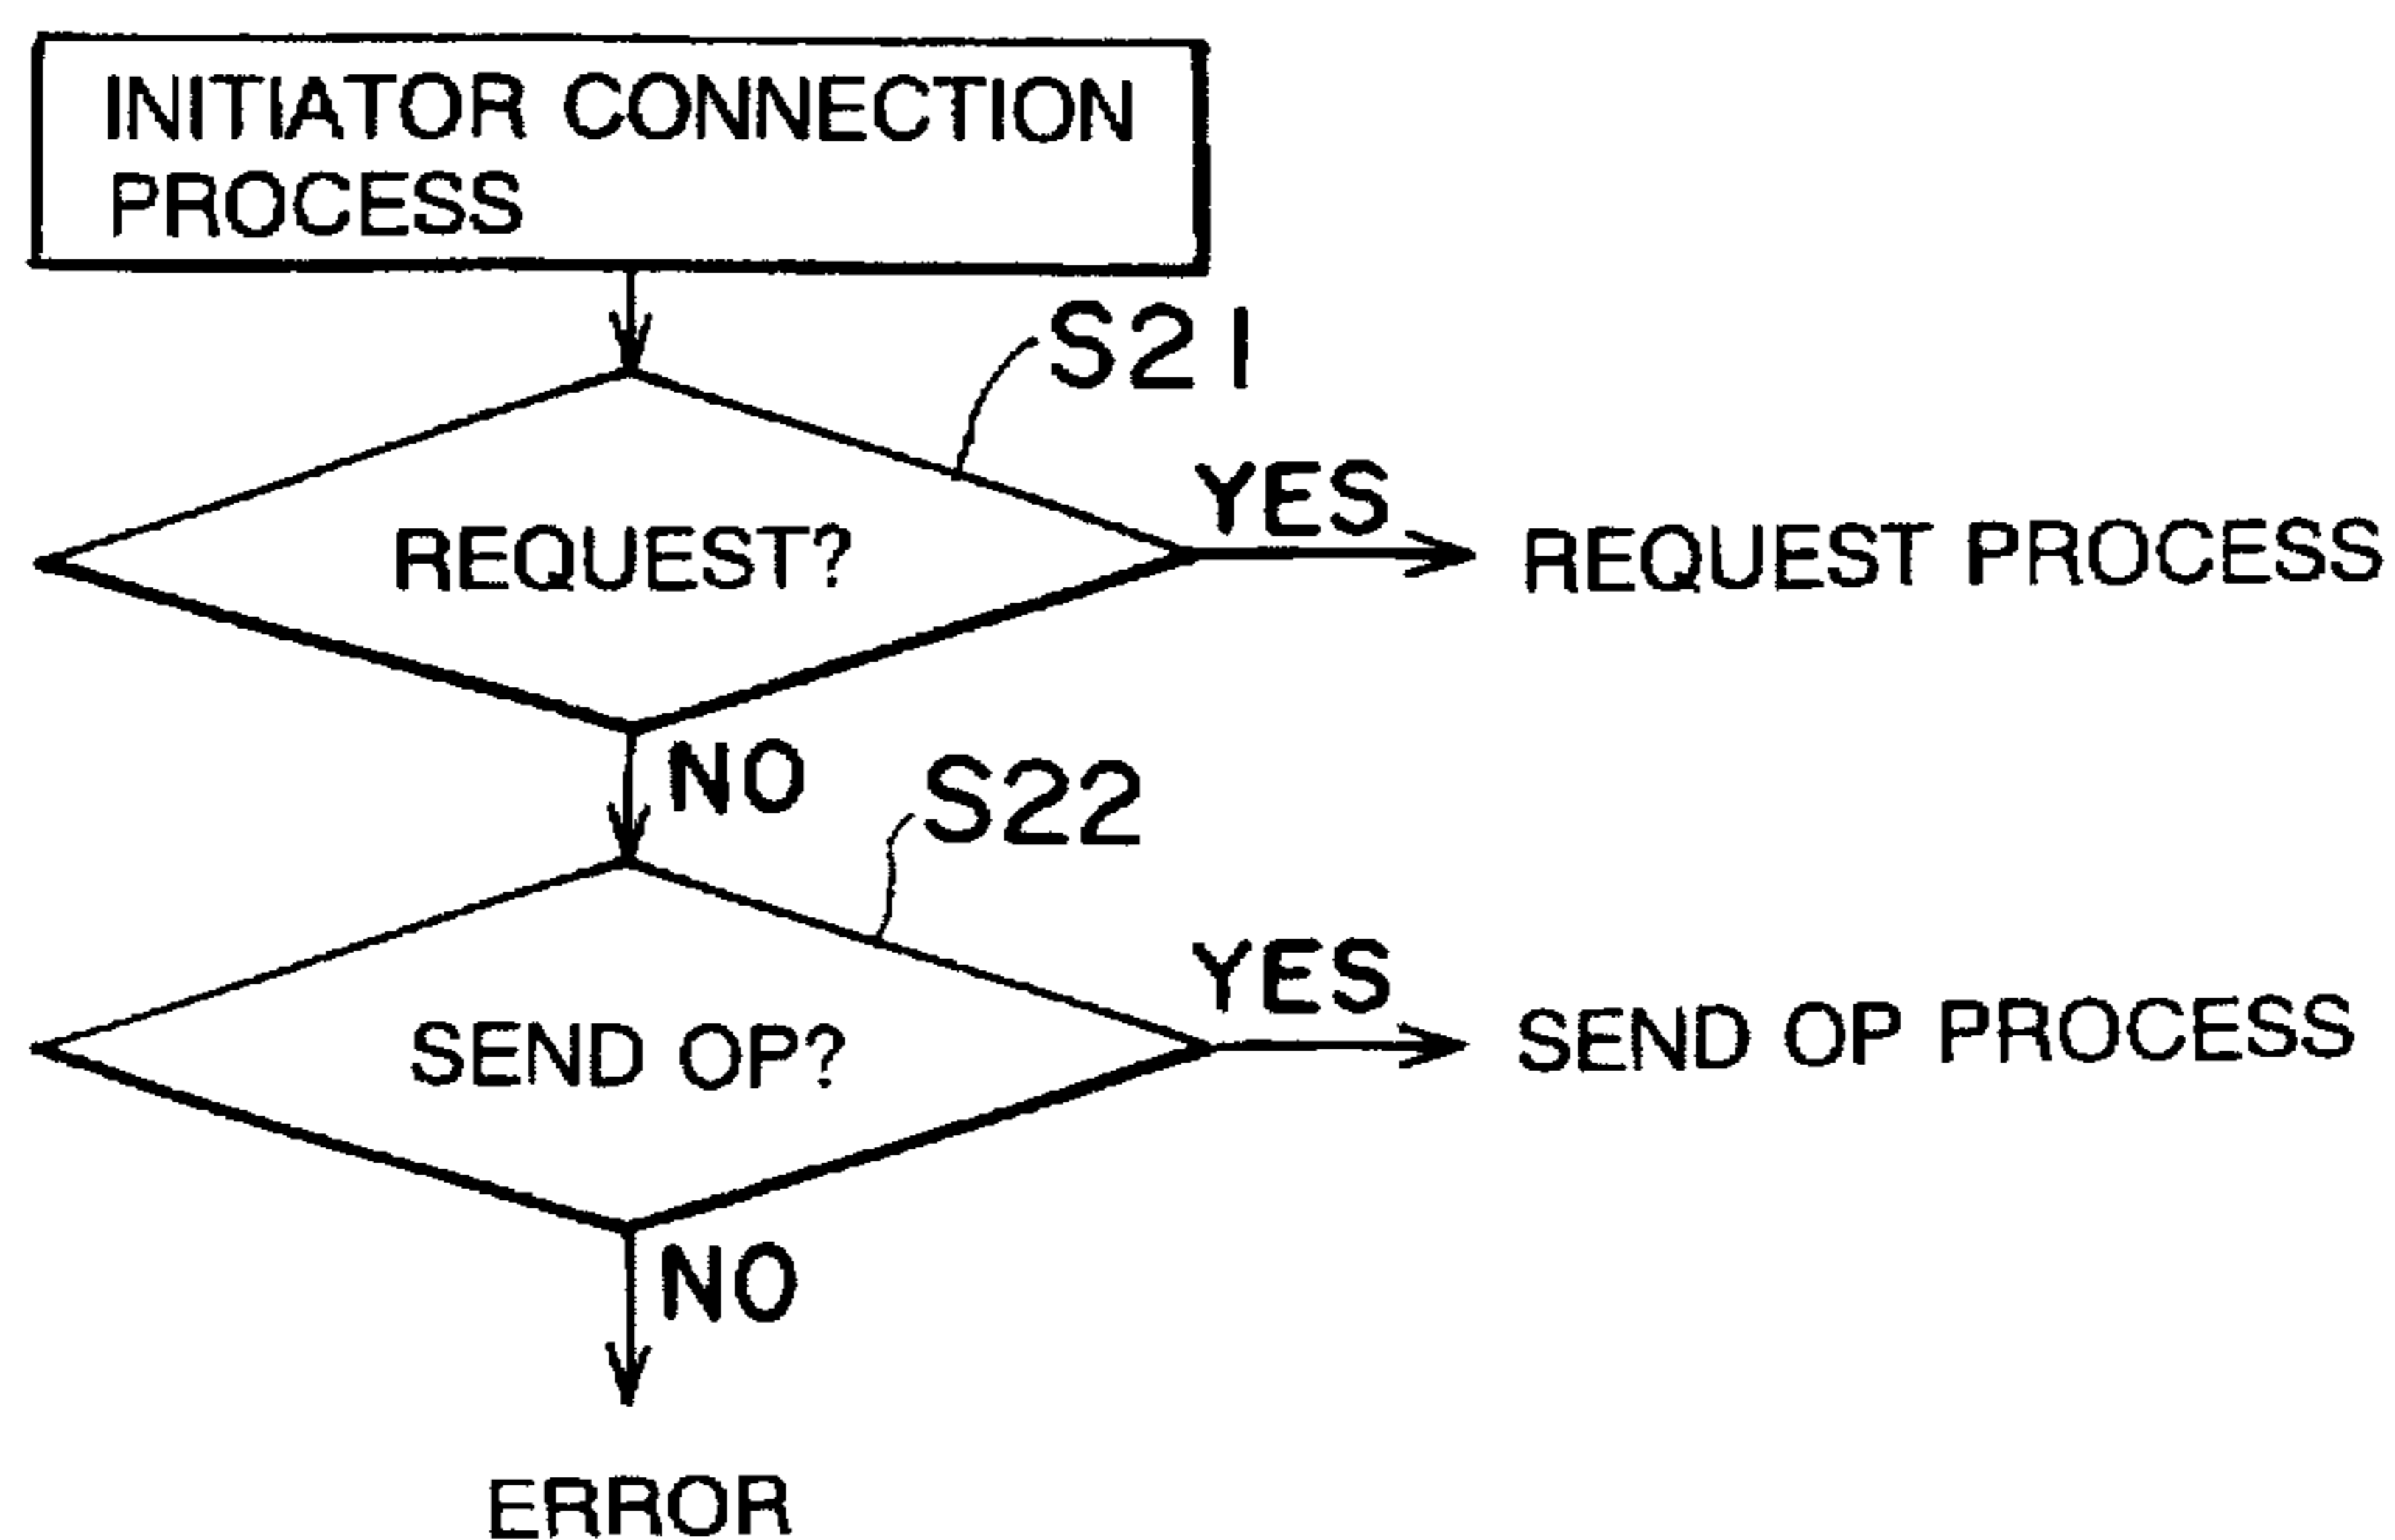 INITIATOR CONNECTION
PROCESS
S21
YES
REQUEST?
REQUEST PROCESS
NO
S22
YES
SEND OP?
SEND OP PROCESS
NO
ERROR